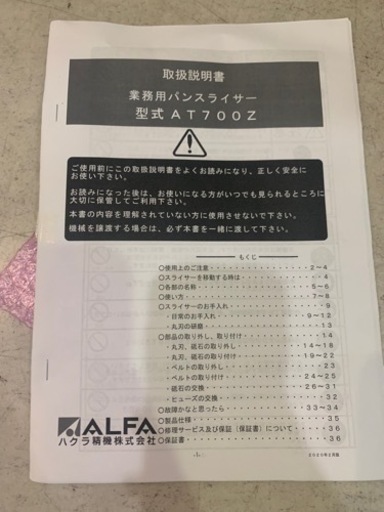 取扱説明書
業務用パンスライサー
型式 AT700Z
ご使用前にこの取扱説明書をよくお読みになり、正しく安全に
お使い下さい。
お読みになった後は、お使いになる方がいつでも見られるところに
大切に保管してご利用下さい。
本書の内容を理解されていない方に使用させないで下さい。
機械を譲渡する場合は、必ず本書を一緒に渡して下さい。
もくじ
○使用上のご注意・・・・・・・・・・・・・2~4
○スライサーを移動する時は・・・・・・・・・4
○各部の名称・・・・・・・・・・・・・・・5~6
○使い方・・・・・・・・・・・・・・・・・7~8
○スライサーのお手入れ・・・・・・・・・・・9
・日常のお手入れ・・・・・・・・・・・9~12
・丸刃の研磨・・・・・・・・・・・・・・13
○部品の取り外し、取り付け・・・・・・・・・14
・丸刃、砥石の取り外し・・・・・・・14~18
・丸刃、砥石の取り付け・・・・・・・19~22
・ベルトの取り外し・・・・・・・・・・・23
・ベルトの取り付け・・・・・・・・・24~25
・砥石の交換・・・・・・・・・・・・26~31
・ヒューズの交換・・・・・・・・・・・・32
○故障かなと思ったら・・・・・・・・・33~34
○製品仕様・・・・・・・・・・・・・・・・35
○修理サービス及び保証(保証書)について・・・36
○保証書・・・・・・・・・・・・・・・・・36
ALFA
ハクラ精機株式会社
-1-
2020年2月版